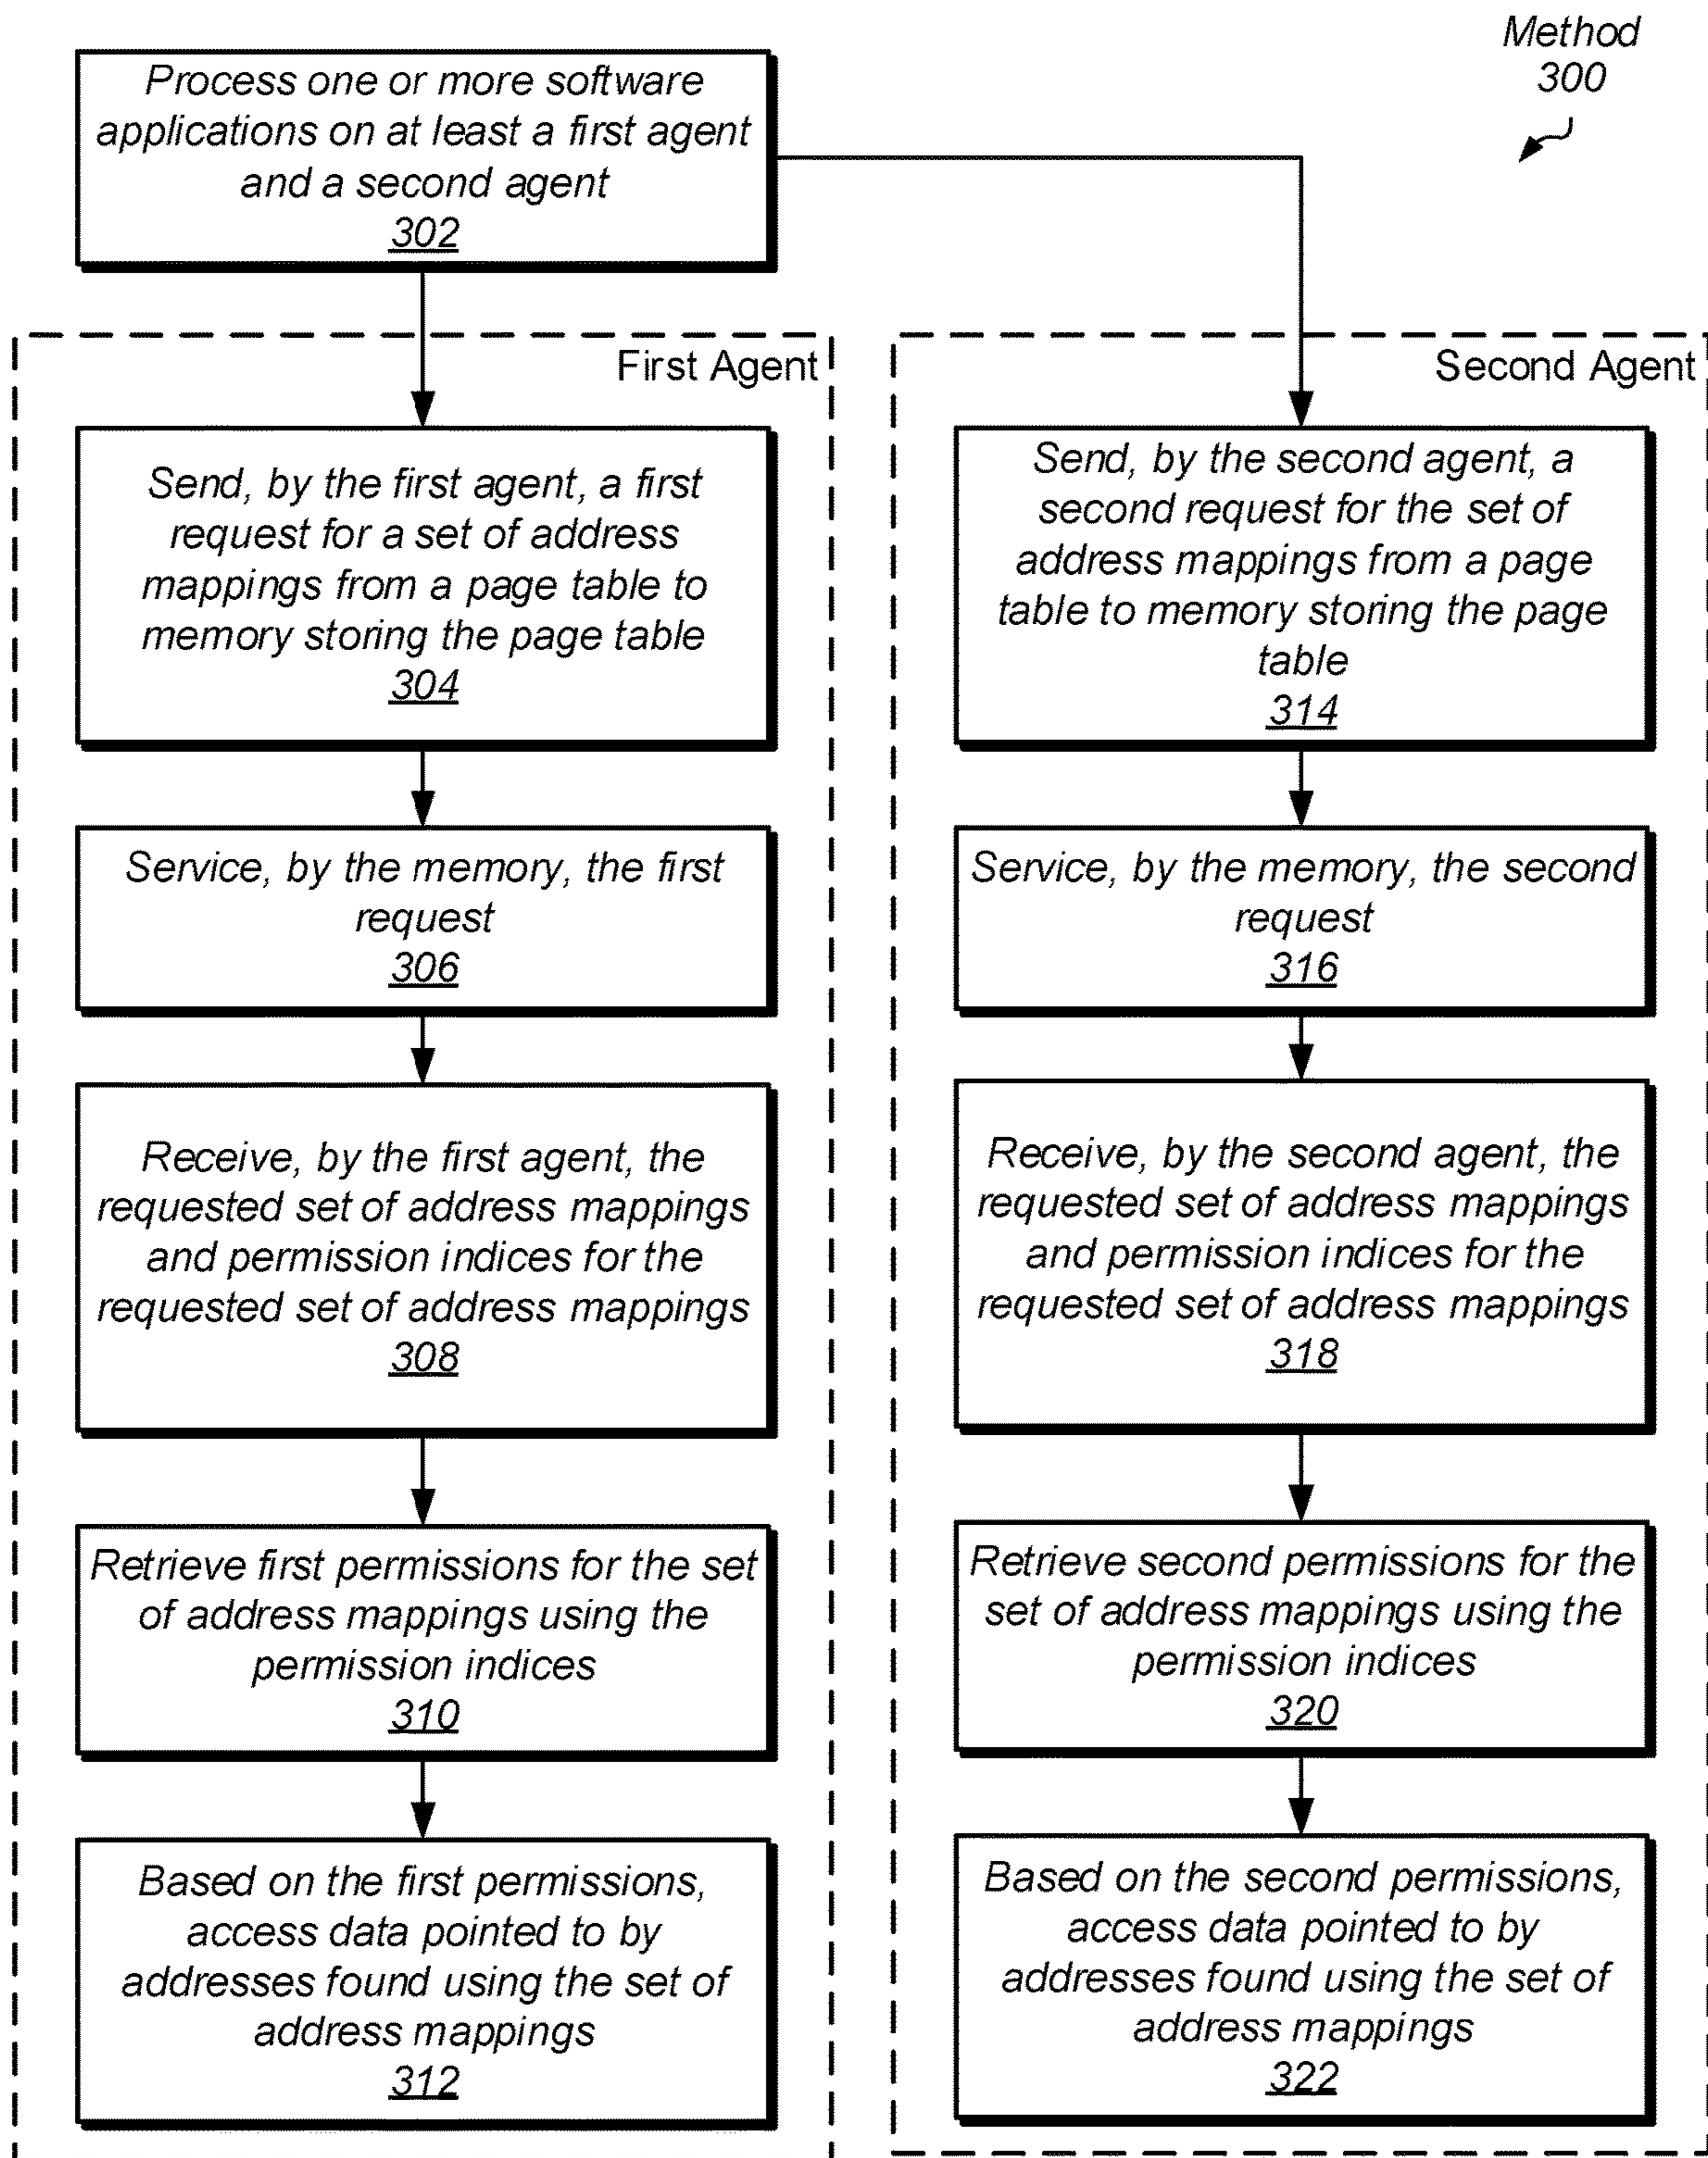 Method
300
Process one or more software
applications on at least a first agent
and a second agent
302
First Agent
Send, by the first agent, a first
request for a set of address
mappings from a page table to
memory storing the page table
304
Service, by the memory, the first
request
306
Receive, by the first agent, the
requested set of address mappings
and permission indices for the
requested set of address mappings
308
Retrieve first permissions for the set
of address mappings using the
permission indices
310
Based on the first permissions,
access data pointed to by
addresses found using the set of
address mappings
312
Second Agent
Send, by the second agent, a
second request for the set of
address mappings from a page
table to memory storing the page
table
314
Service, by the memory, the second
request
316
Receive, by the second agent, the
requested set of address mappings
and permission indices for the
requested set of address mappings
318
Retrieve second permissions for the
set of address mappings using the
permission indices
320
Based on the second permissions,
access data pointed to by
addresses found using the set of
address mappings
322